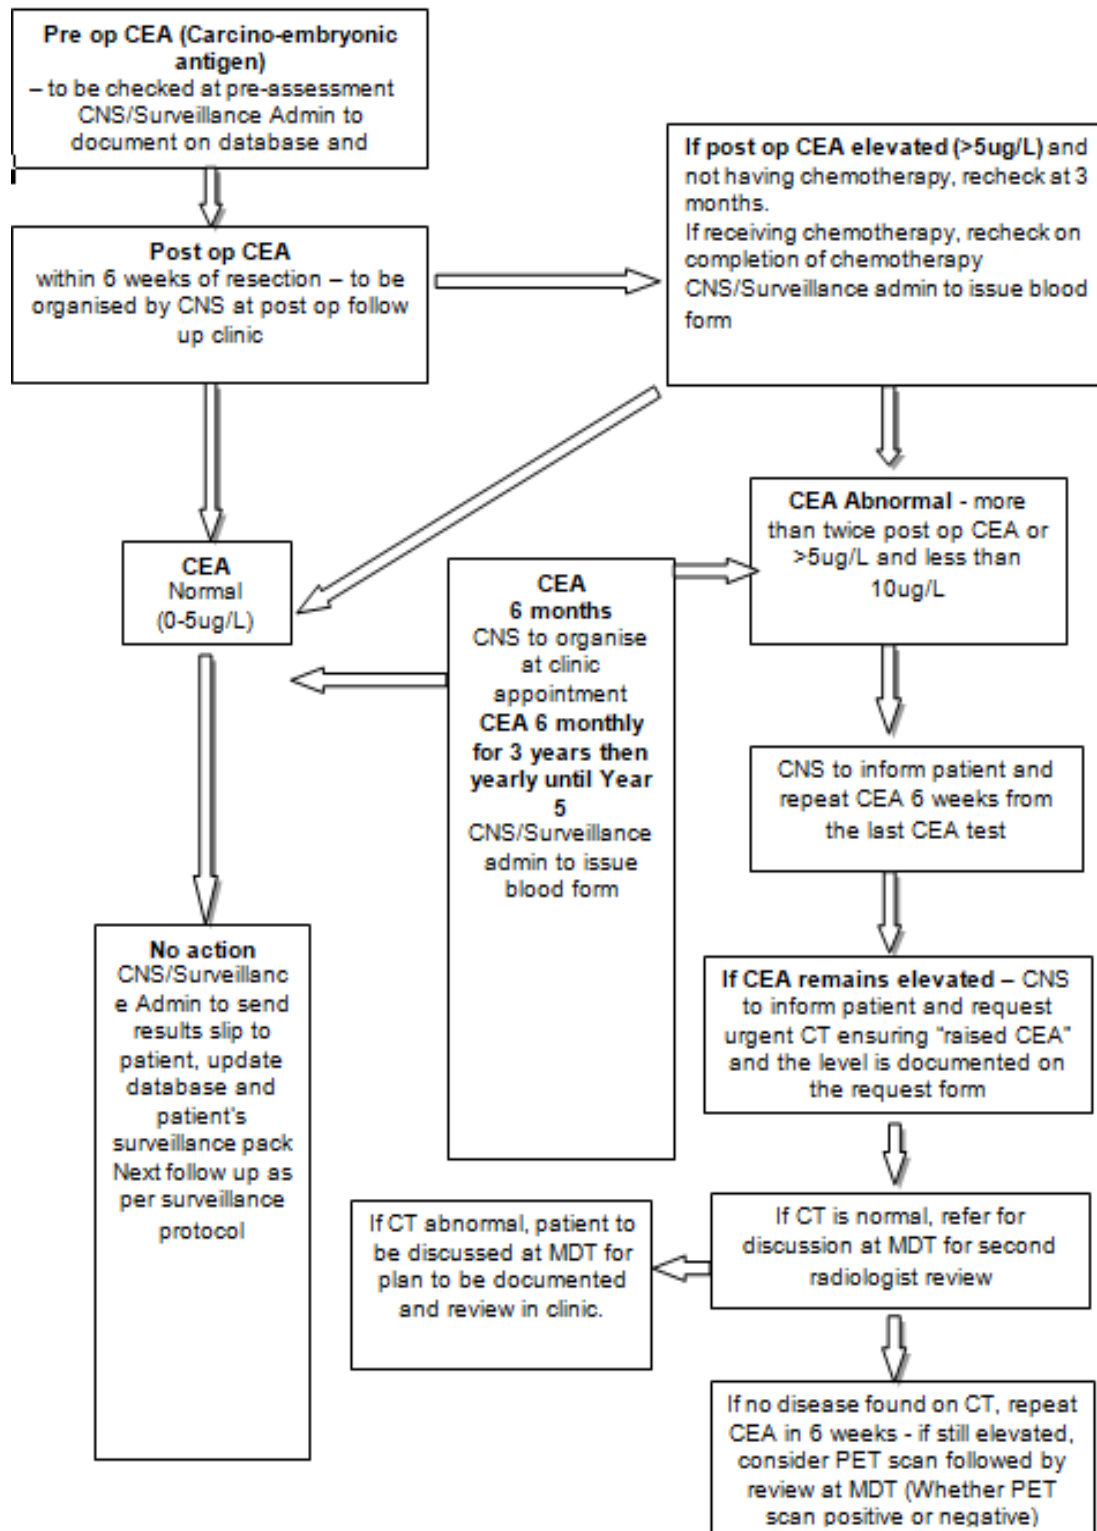 Pre op CEA (Carcino-embryonic
antigen)
– to be checked at pre-assessment
CNS/Surveillance Admin to
document on database and
If post op CEA elevated (>5ug/L) and
not having chemotherapy, recheck at 3
months.
If receiving chemotherapy, recheck on
completion of chemotherapy
CNS/Surveillance admin to issue blood
form
Post op CEA
within 6 weeks of resection – to be
organised by CNS at post op follow
up clinic
CEA Abnormal - more
than twice post op CEA or
>5ug/L and less than
10ug/L
CEA
Normal
(0-5ug/L)
CEA
6 months
CNS to organise
at clinic
appointment
CEA 6 monthly
for 3 years then
yearly until Year
5
CNS/Surveillance
admin to issue
blood form
CNS to inform patient and
repeat CEA 6 weeks from
the last CEA test
No action
CNS/Surveillanc
e Admin to send
results slip to
patient, update
database and
patient's
surveillance pack
Next follow up as
per surveillance
protocol
If CEA remains elevated – CNS
to inform patient and request
urgent CT ensuring "raised CEA"
and the level is documented on
the request form
If CT abnormal, patient to
be discussed at MDT for
plan to be documented
and review in clinic.
If CT is normal, refer for
discussion at MDT for second
radiologist review
If no disease found on CT, repeat
CEA in 6 weeks - if still elevated,
consider PET scan followed by
review at MDT (Whether PET
scan positive or negative)